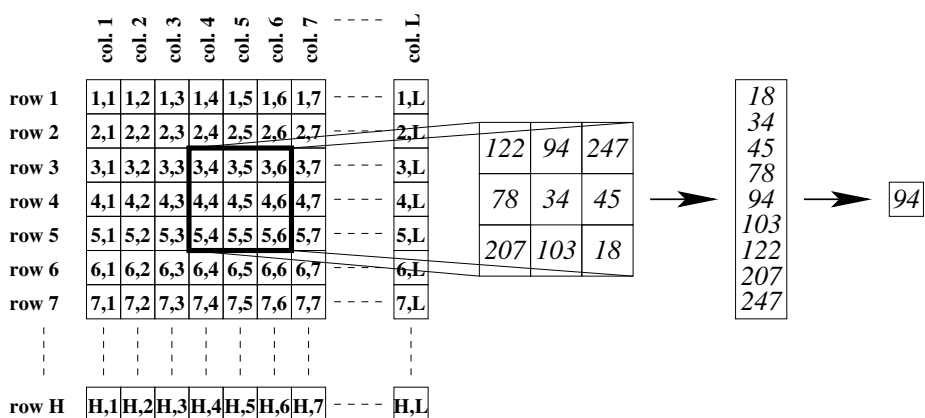 col. 1 col. 2 col. 3 col. 4 col. 5 col. 6 col. 7 col. L
row 1 1,1 1,2 1,3 1,4 1,5 1,6 1,7 1,L
row 2 2,1 2,2 2,3 2,4 2,5 2,6 2,7 2,L
row 3 3,1 3,2 3,3 3,4 3,5 3,6 3,7 3,L
row 4 4,1 4,2 4,3 4,4 4,5 4,6 4,7 4,L
row 5 5,1 5,2 5,3 5,4 5,5 5,6 5,7 5,L
row 6 6,1 6,2 6,3 6,4 6,5 6,6 6,7 6,L
row 7 7,1 7,2 7,3 7,4 7,5 7,6 7,7 7,L
row H H,1 H,2 H,3 H,4 H,5 H,6 H,7 H,L
122 94 247
78 34 45
207 103 18
18
34
45
78
94
103
122
207
247
94